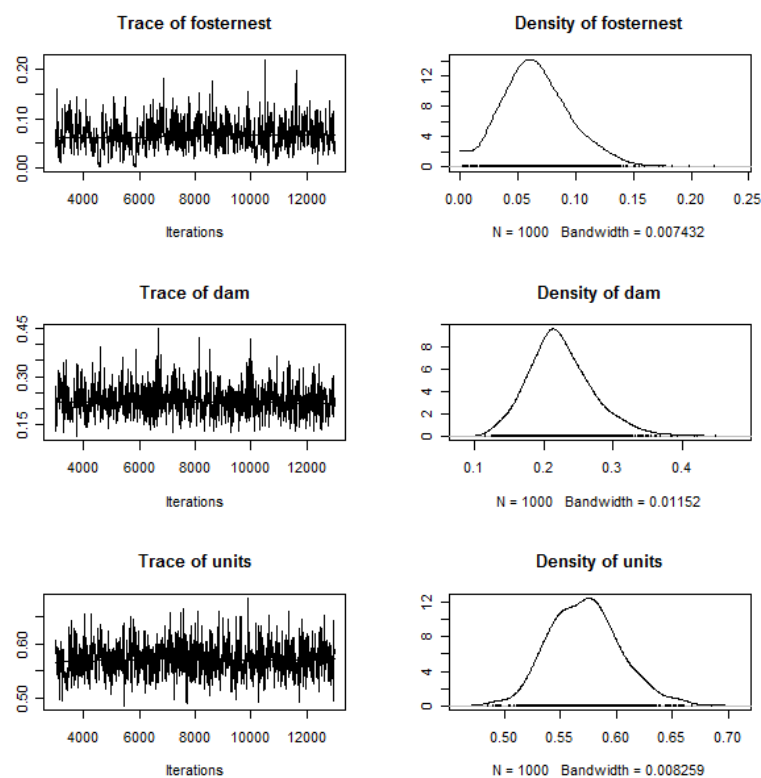 Trace of fosternest
0.20
0.10
0.00
4000 6000 8000 10000 12000
Iterations
Density of fosternest
12
8
4
0
0.00 0.05 0.10 0.15 0.20 0.25
N = 1000 Bandwidth = 0.007432
Trace of dam
0.45
0.30
0.15
4000 6000 8000 10000 12000
Iterations
Density of dam
8
6
4
2
0
0.1 0.2 0.3 0.4
N = 1000 Bandwidth = 0.01152
Trace of units
0.60
0.50
4000 6000 8000 10000 12000
Iterations
Density of units
12
8
4
0
0.50 0.55 0.60 0.65 0.70
N = 1000 Bandwidth = 0.008259